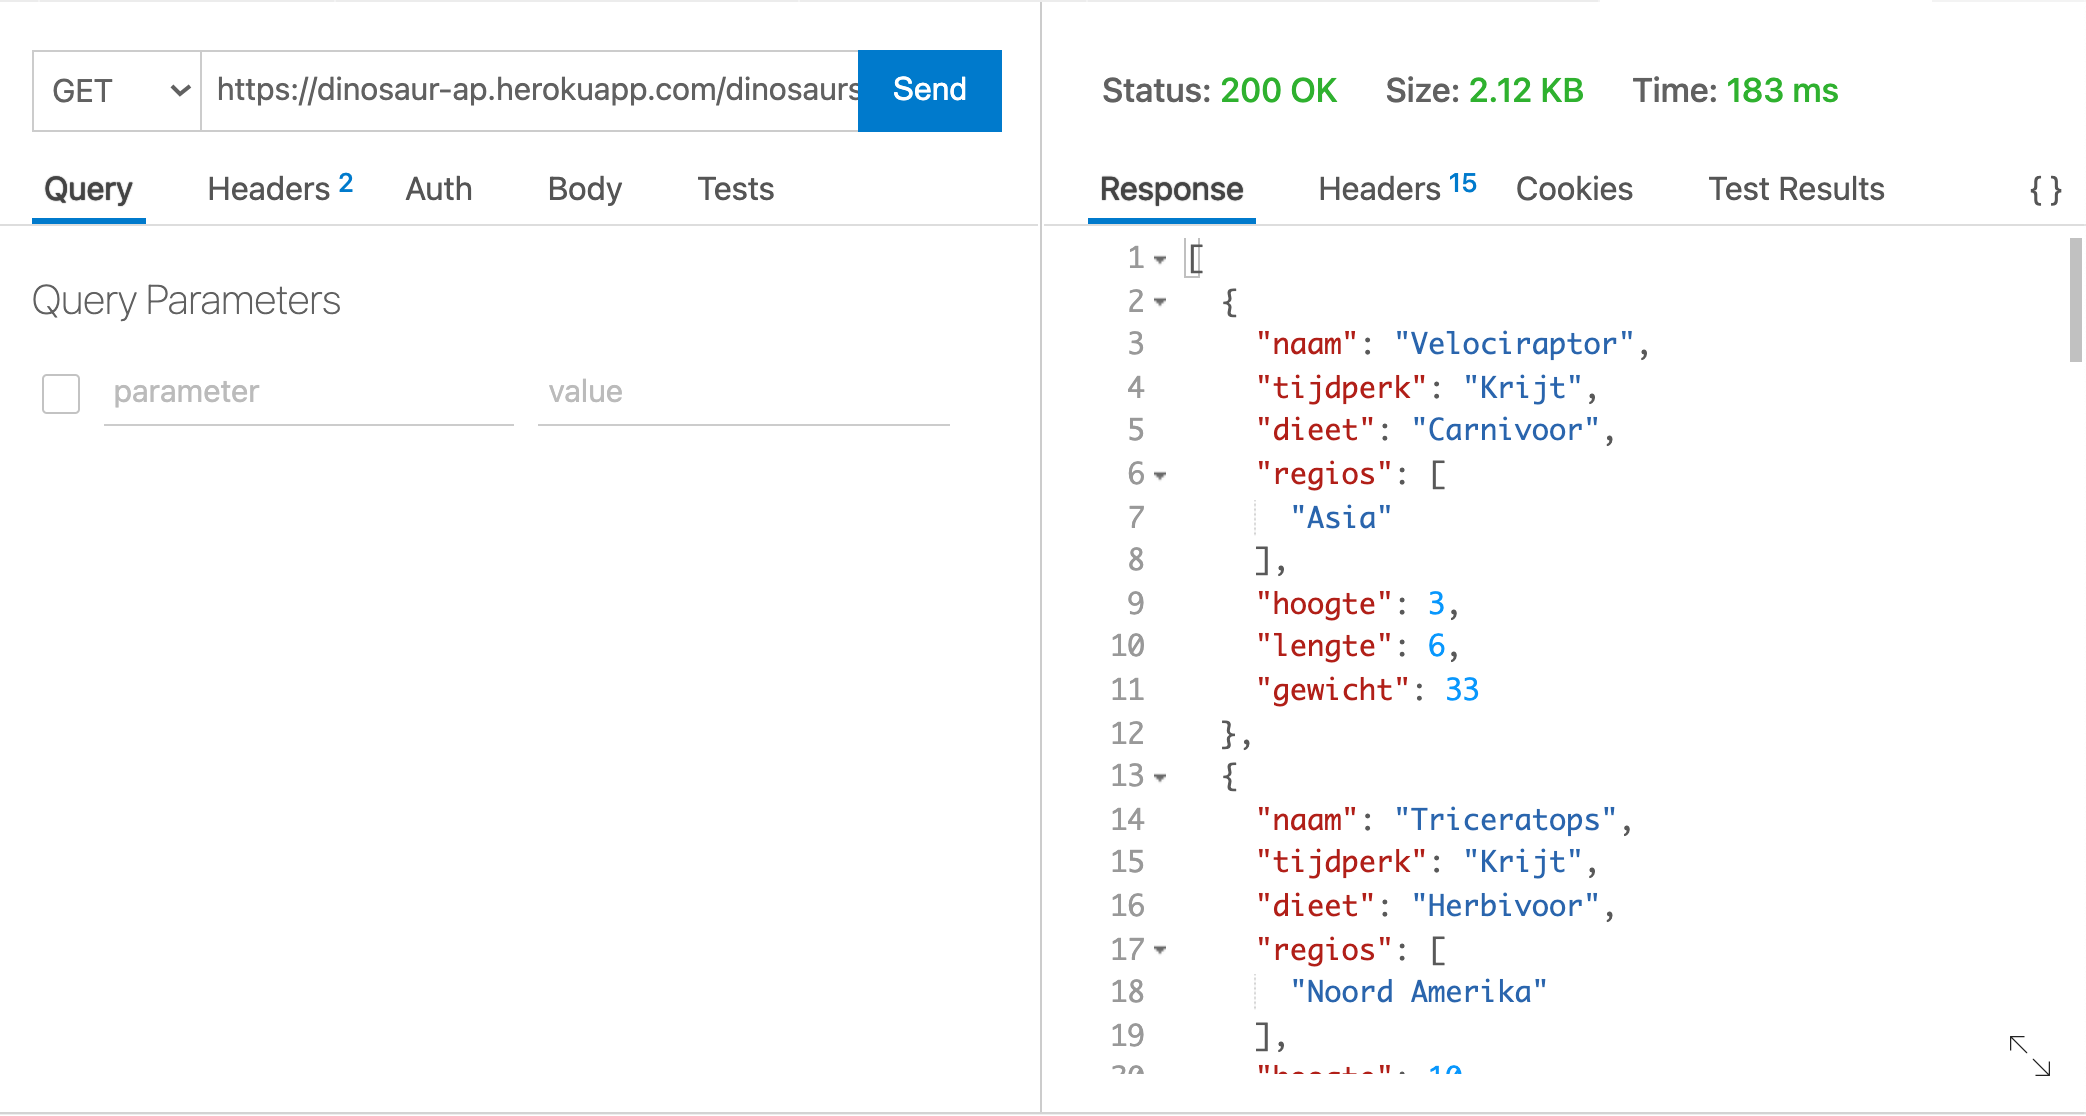 GET https://dinosaur-ap.herokuapp.com/dinosaurs Send
Query Headers 2 Auth Body Tests
Query Parameters
parameter value
Status: 200 OK Size: 2.12 KB Time: 183 ms
Response Headers 15 Cookies Test Results {}
1 [
2 {
3 "naam": "Velociraptor",
4 "tijdperk": "Krijt",
5 "dieet": "Carnivoor",
6 "regios": [
7 "Asia"
8 ],
9 "hoogte": 3,
10 "lengte": 6,
11 "gewicht": 33
12 },
13 {
14 "naam": "Triceratops",
15 "tijdperk": "Krijt",
16 "dieet": "Herbivoor",
17 "regios": [
18 "Noord Amerika"
19 ],
20 "hoogte": 10